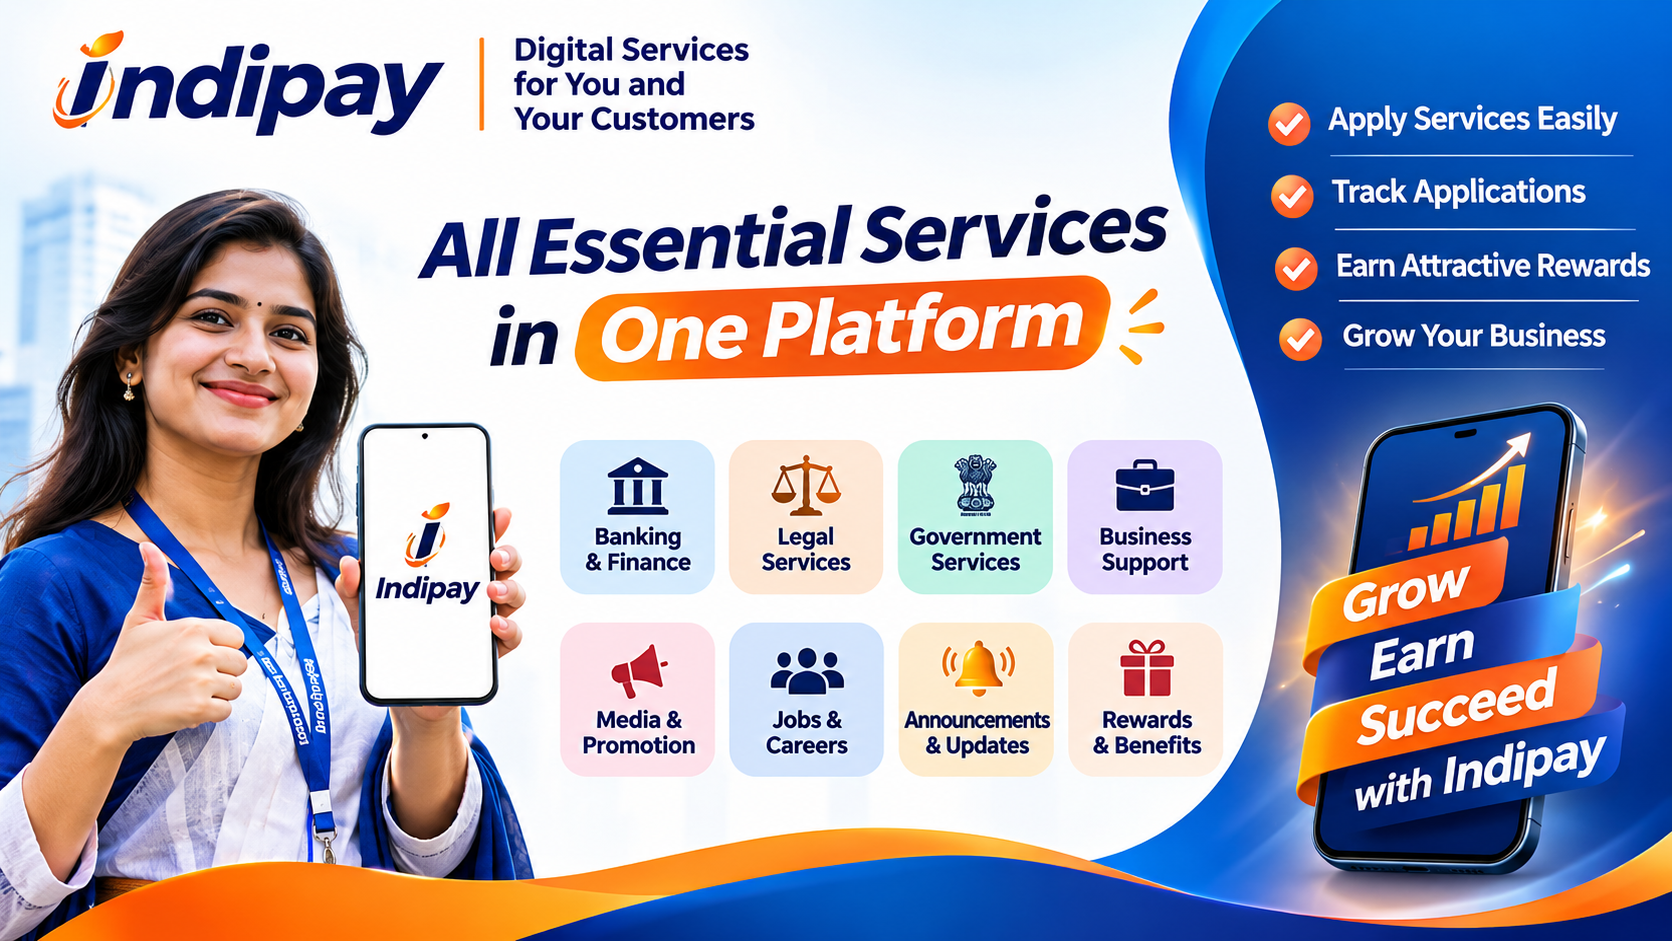 Indipay
Digital Services
for You and
Your Customers
All Essential Services
in One Platform
Apply Services Easily
Track Applications
Earn Attractive Rewards
Grow Your Business
Indipay
Banking
& Finance
Legal
Services
Government
Services
Business
Support
Media &
Promotion
Jobs &
Careers
Announcements
& Updates
Rewards
& Benefits
Grow
Earn
Succeed
with Indipay